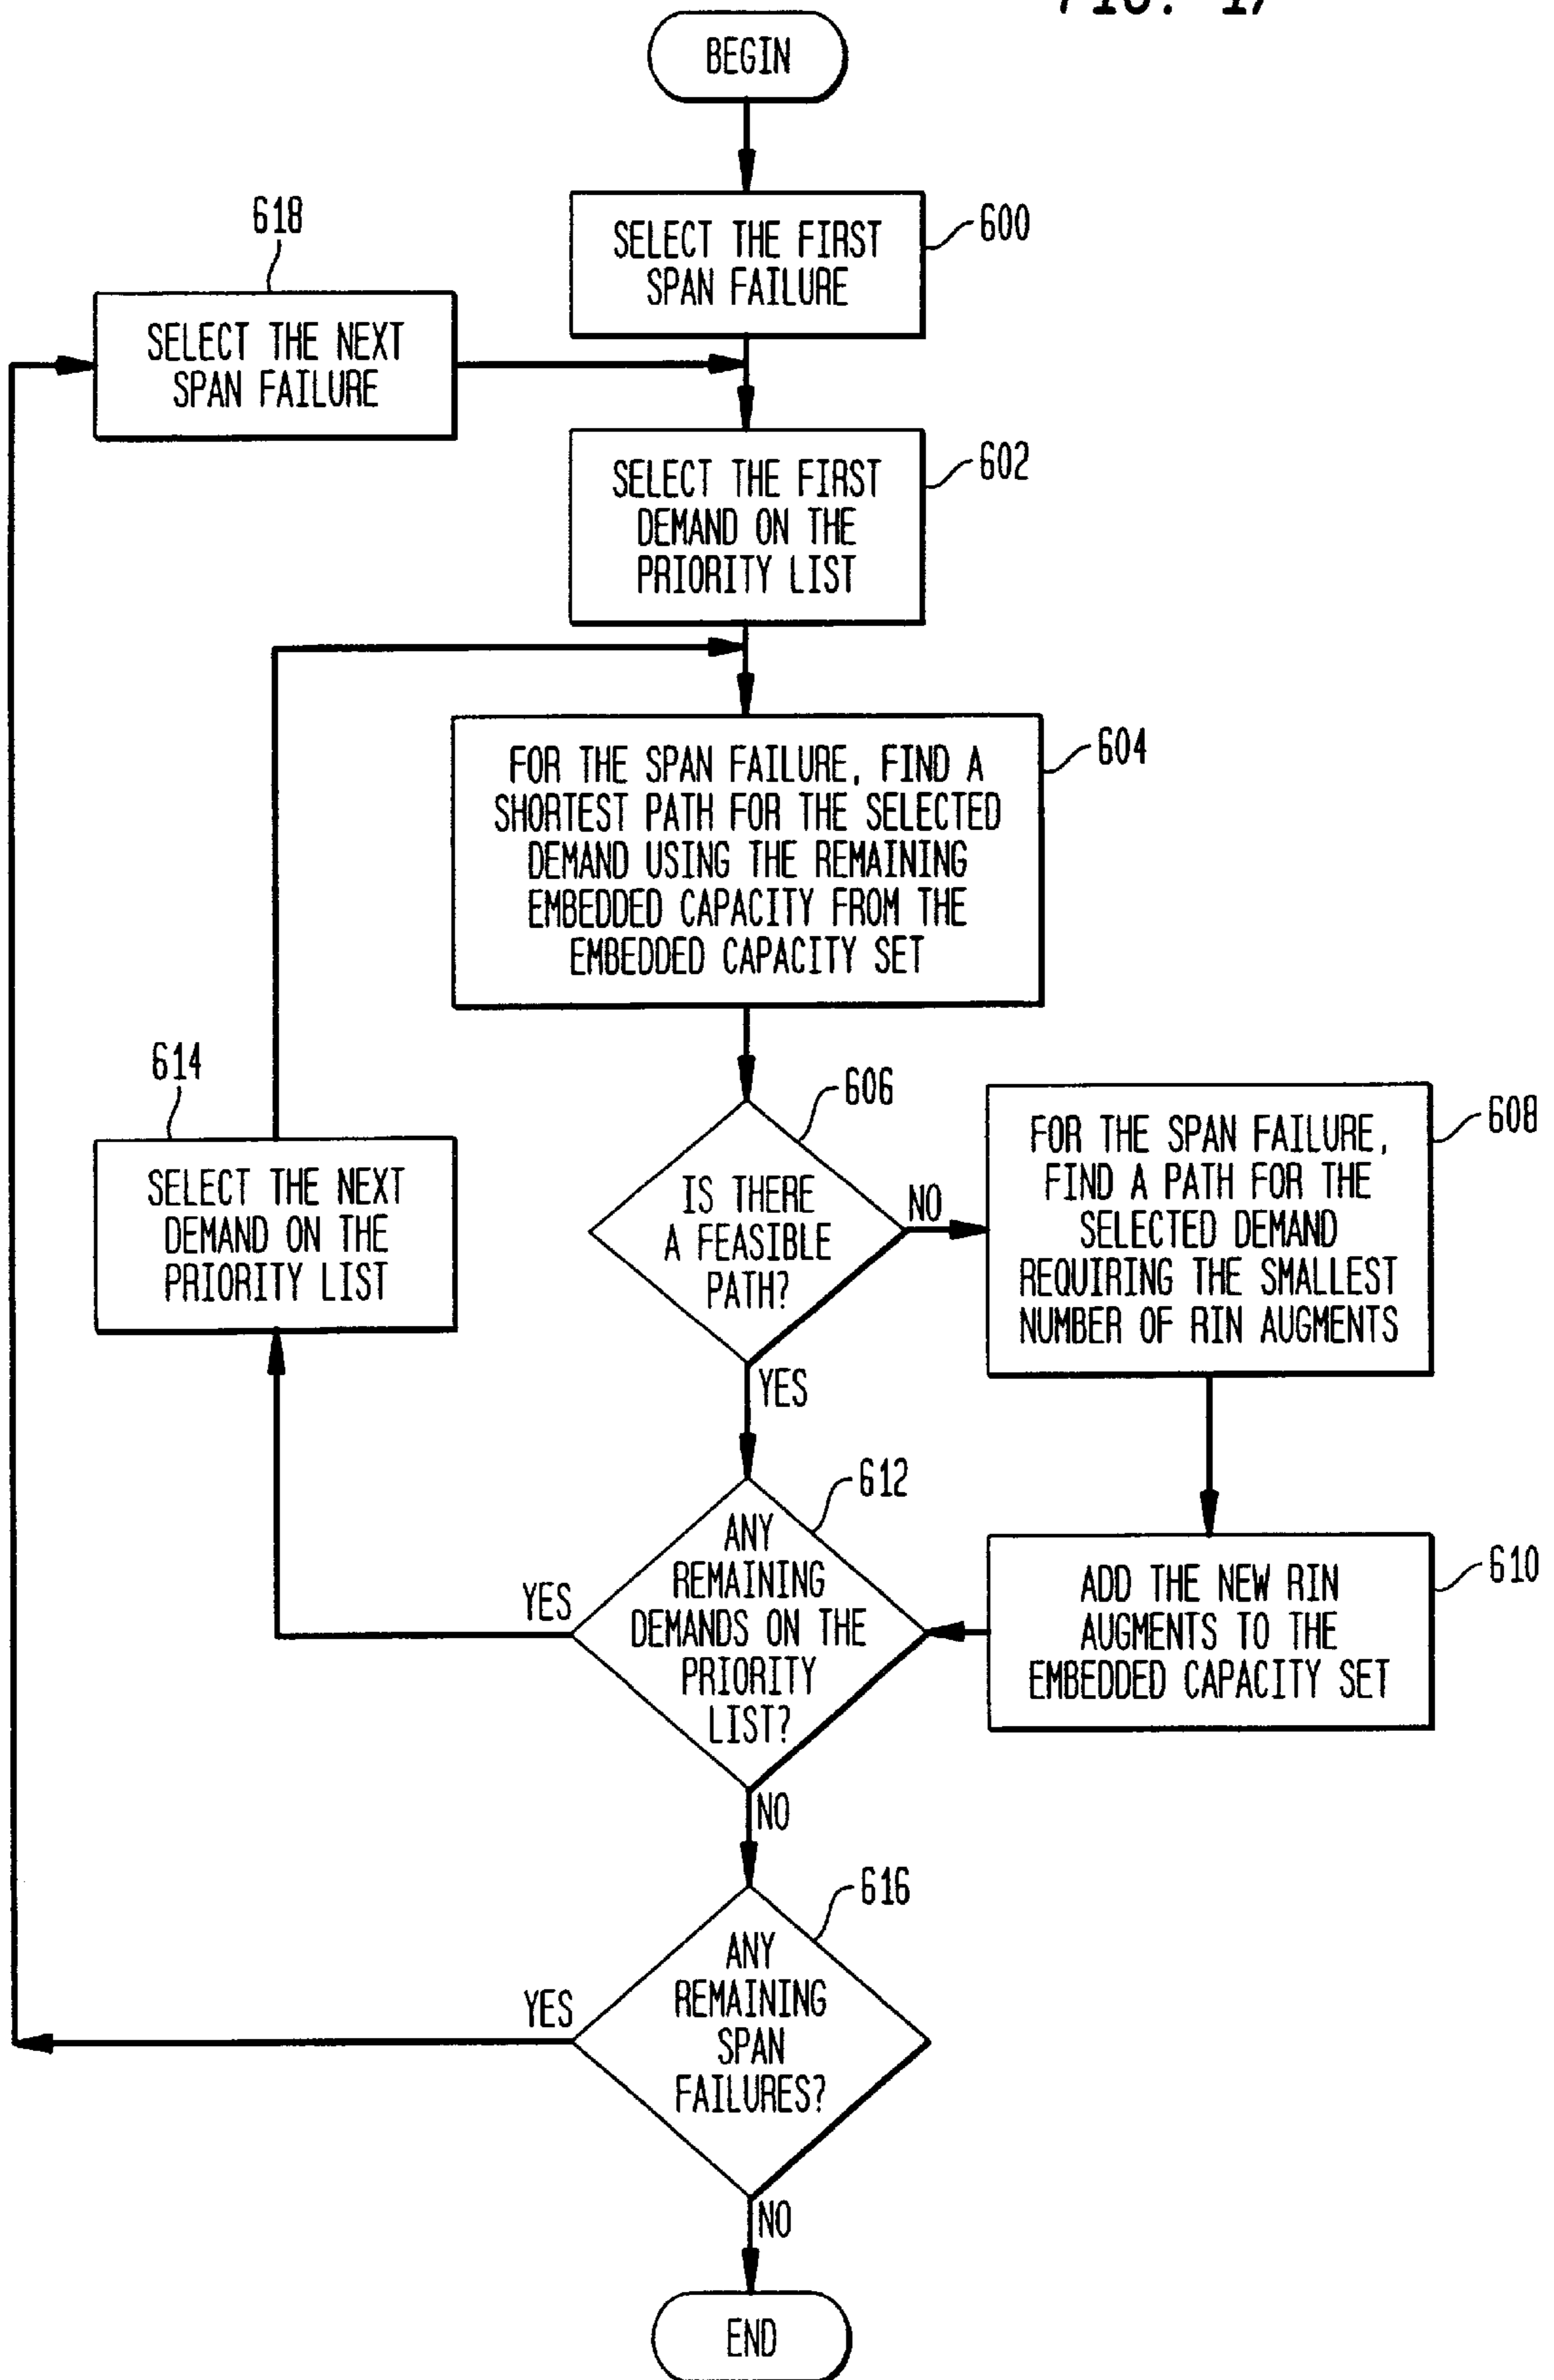 BEGIN
600
SELECT THE FIRST
SPAN FAILURE
618
SELECT THE NEXT
SPAN FAILURE
602
SELECT THE FIRST
DEMAND ON THE
PRIORITY LIST
604
FOR THE SPAN FAILURE, FIND A
SHORTEST PATH FOR THE SELECTED
DEMAND USING THE REMAINING
EMBEDDED CAPACITY FROM THE
EMBEDDED CAPACITY SET
606
IS THERE
A FEASIBLE
PATH?
NO
YES
608
FOR THE SPAN FAILURE,
FIND A PATH FOR THE
SELECTED DEMAND
REQUIRING THE SMALLEST
NUMBER OF RIN AUGMENTS
614
SELECT THE NEXT
DEMAND ON THE
PRIORITY LIST
612
ANY
REMAINING
DEMANDS ON THE
PRIORITY
LIST?
YES
NO
610
ADD THE NEW RIN
AUGMENTS TO THE
EMBEDDED CAPACITY SET
616
ANY
REMAINING
SPAN
FAILURES?
YES
NO
END